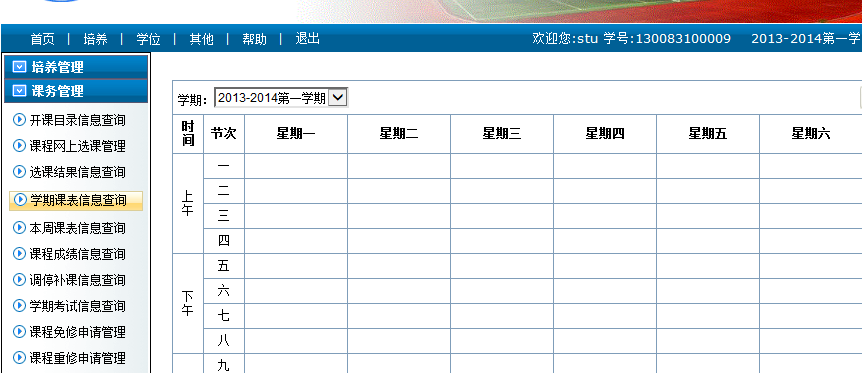 首页 | 培养 | 学位 | 其他 | 帮助 | 退出 欢迎您:stu 学号:130083100009 2013-2014第一学
培养管理
课务管理
开课目录信息查询
课程网上选课管理
选课结果信息查询
学期课表信息查询
本周课表信息查询
课程成绩信息查询
调停补课信息查询
学期考试信息查询
课程免修申请管理
课程重修申请管理
学期: 2013-2014第一学期
时间 节次 星期一 星期二 星期三 星期四 星期五 星期六
上午
一
二
三
四
下午
五
六
七
八
九